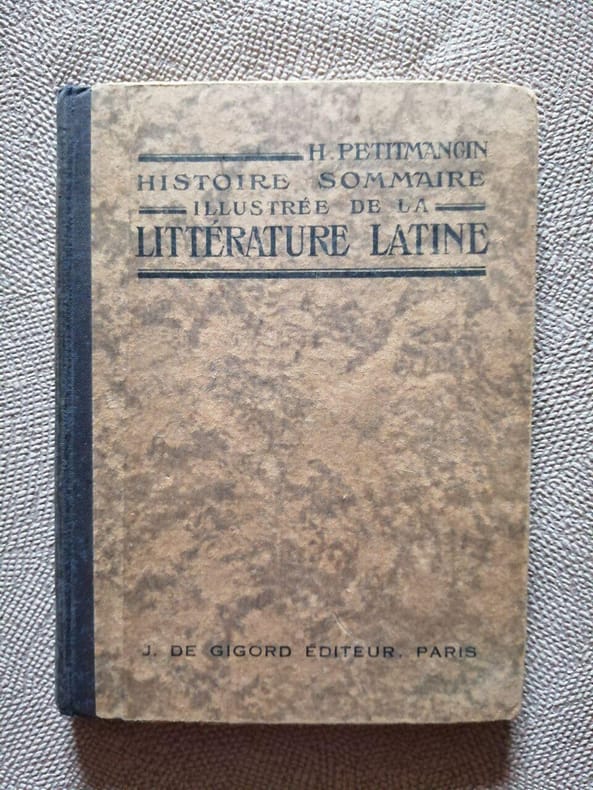 H. PETITMANGIN
HISTOIRE SOMMAIRE
ILLUSTRÉE DE LA
LITTÉRATURE LATINE
J. DE GIGORD ÉDITEUR. PARIS